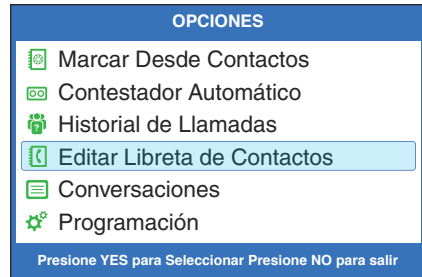 OPCIONES
Marcar Desde Contactos
Contestador Automático
Historial de Llamadas
Editar Libreta de Contactos
Conversaciones
Programación
Presione YES para Seleccionar Presione NO para salir